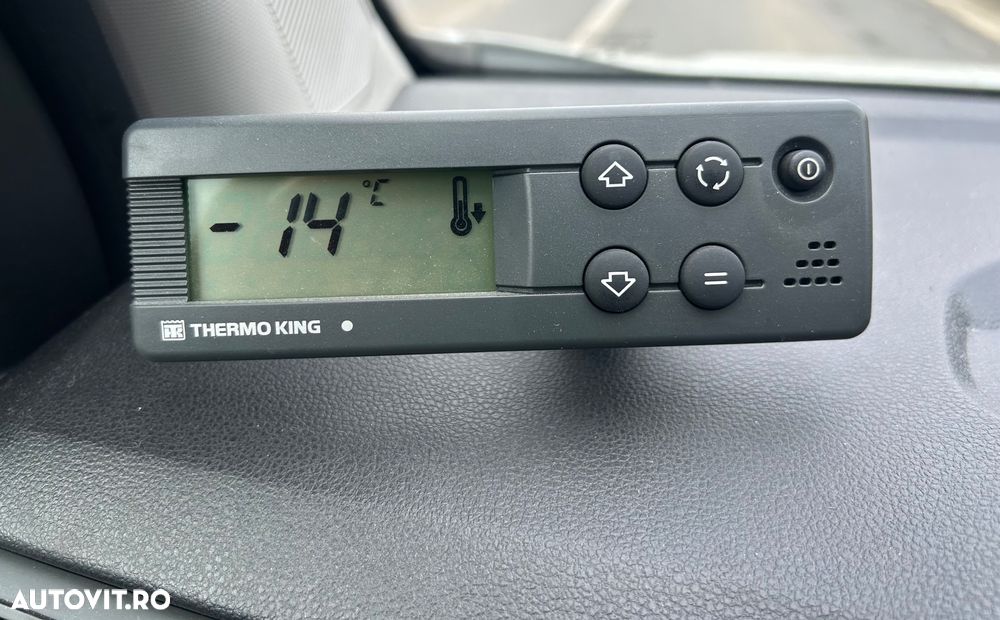 - 14 °C
THERMO KING
AUTOVIT.RO